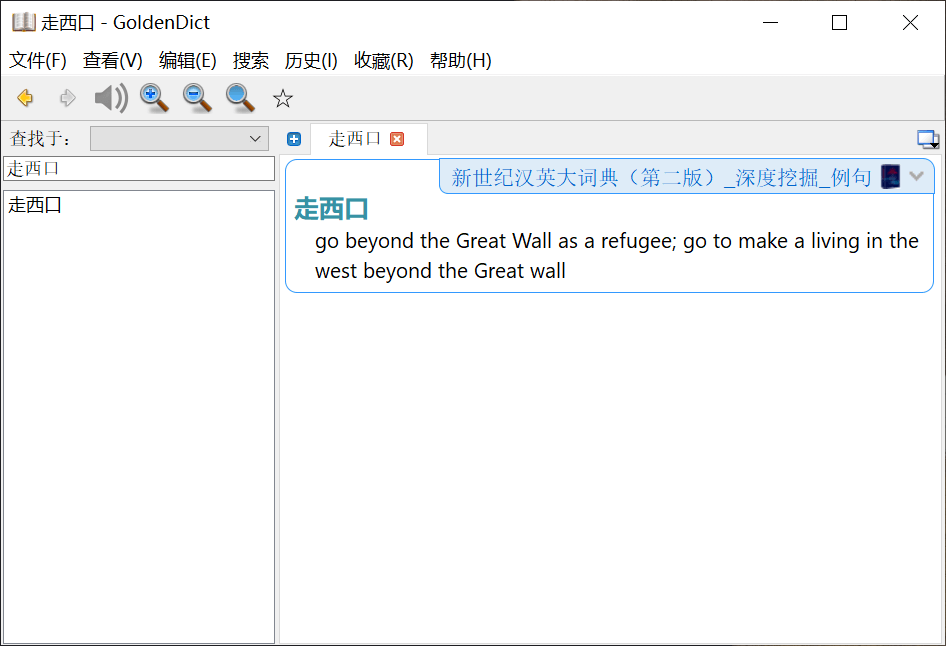 走西口 - GoldenDict
文件(F) 查看(V) 编辑(E) 搜索 历史(I) 收藏(R) 帮助(H)
查找于： 走西口
走西口
走西口
新世纪汉英大词典（第二版）_深度挖掘_例句
走西口
go beyond the Great Wall as a refugee; go to make a living in the
west beyond the Great wall